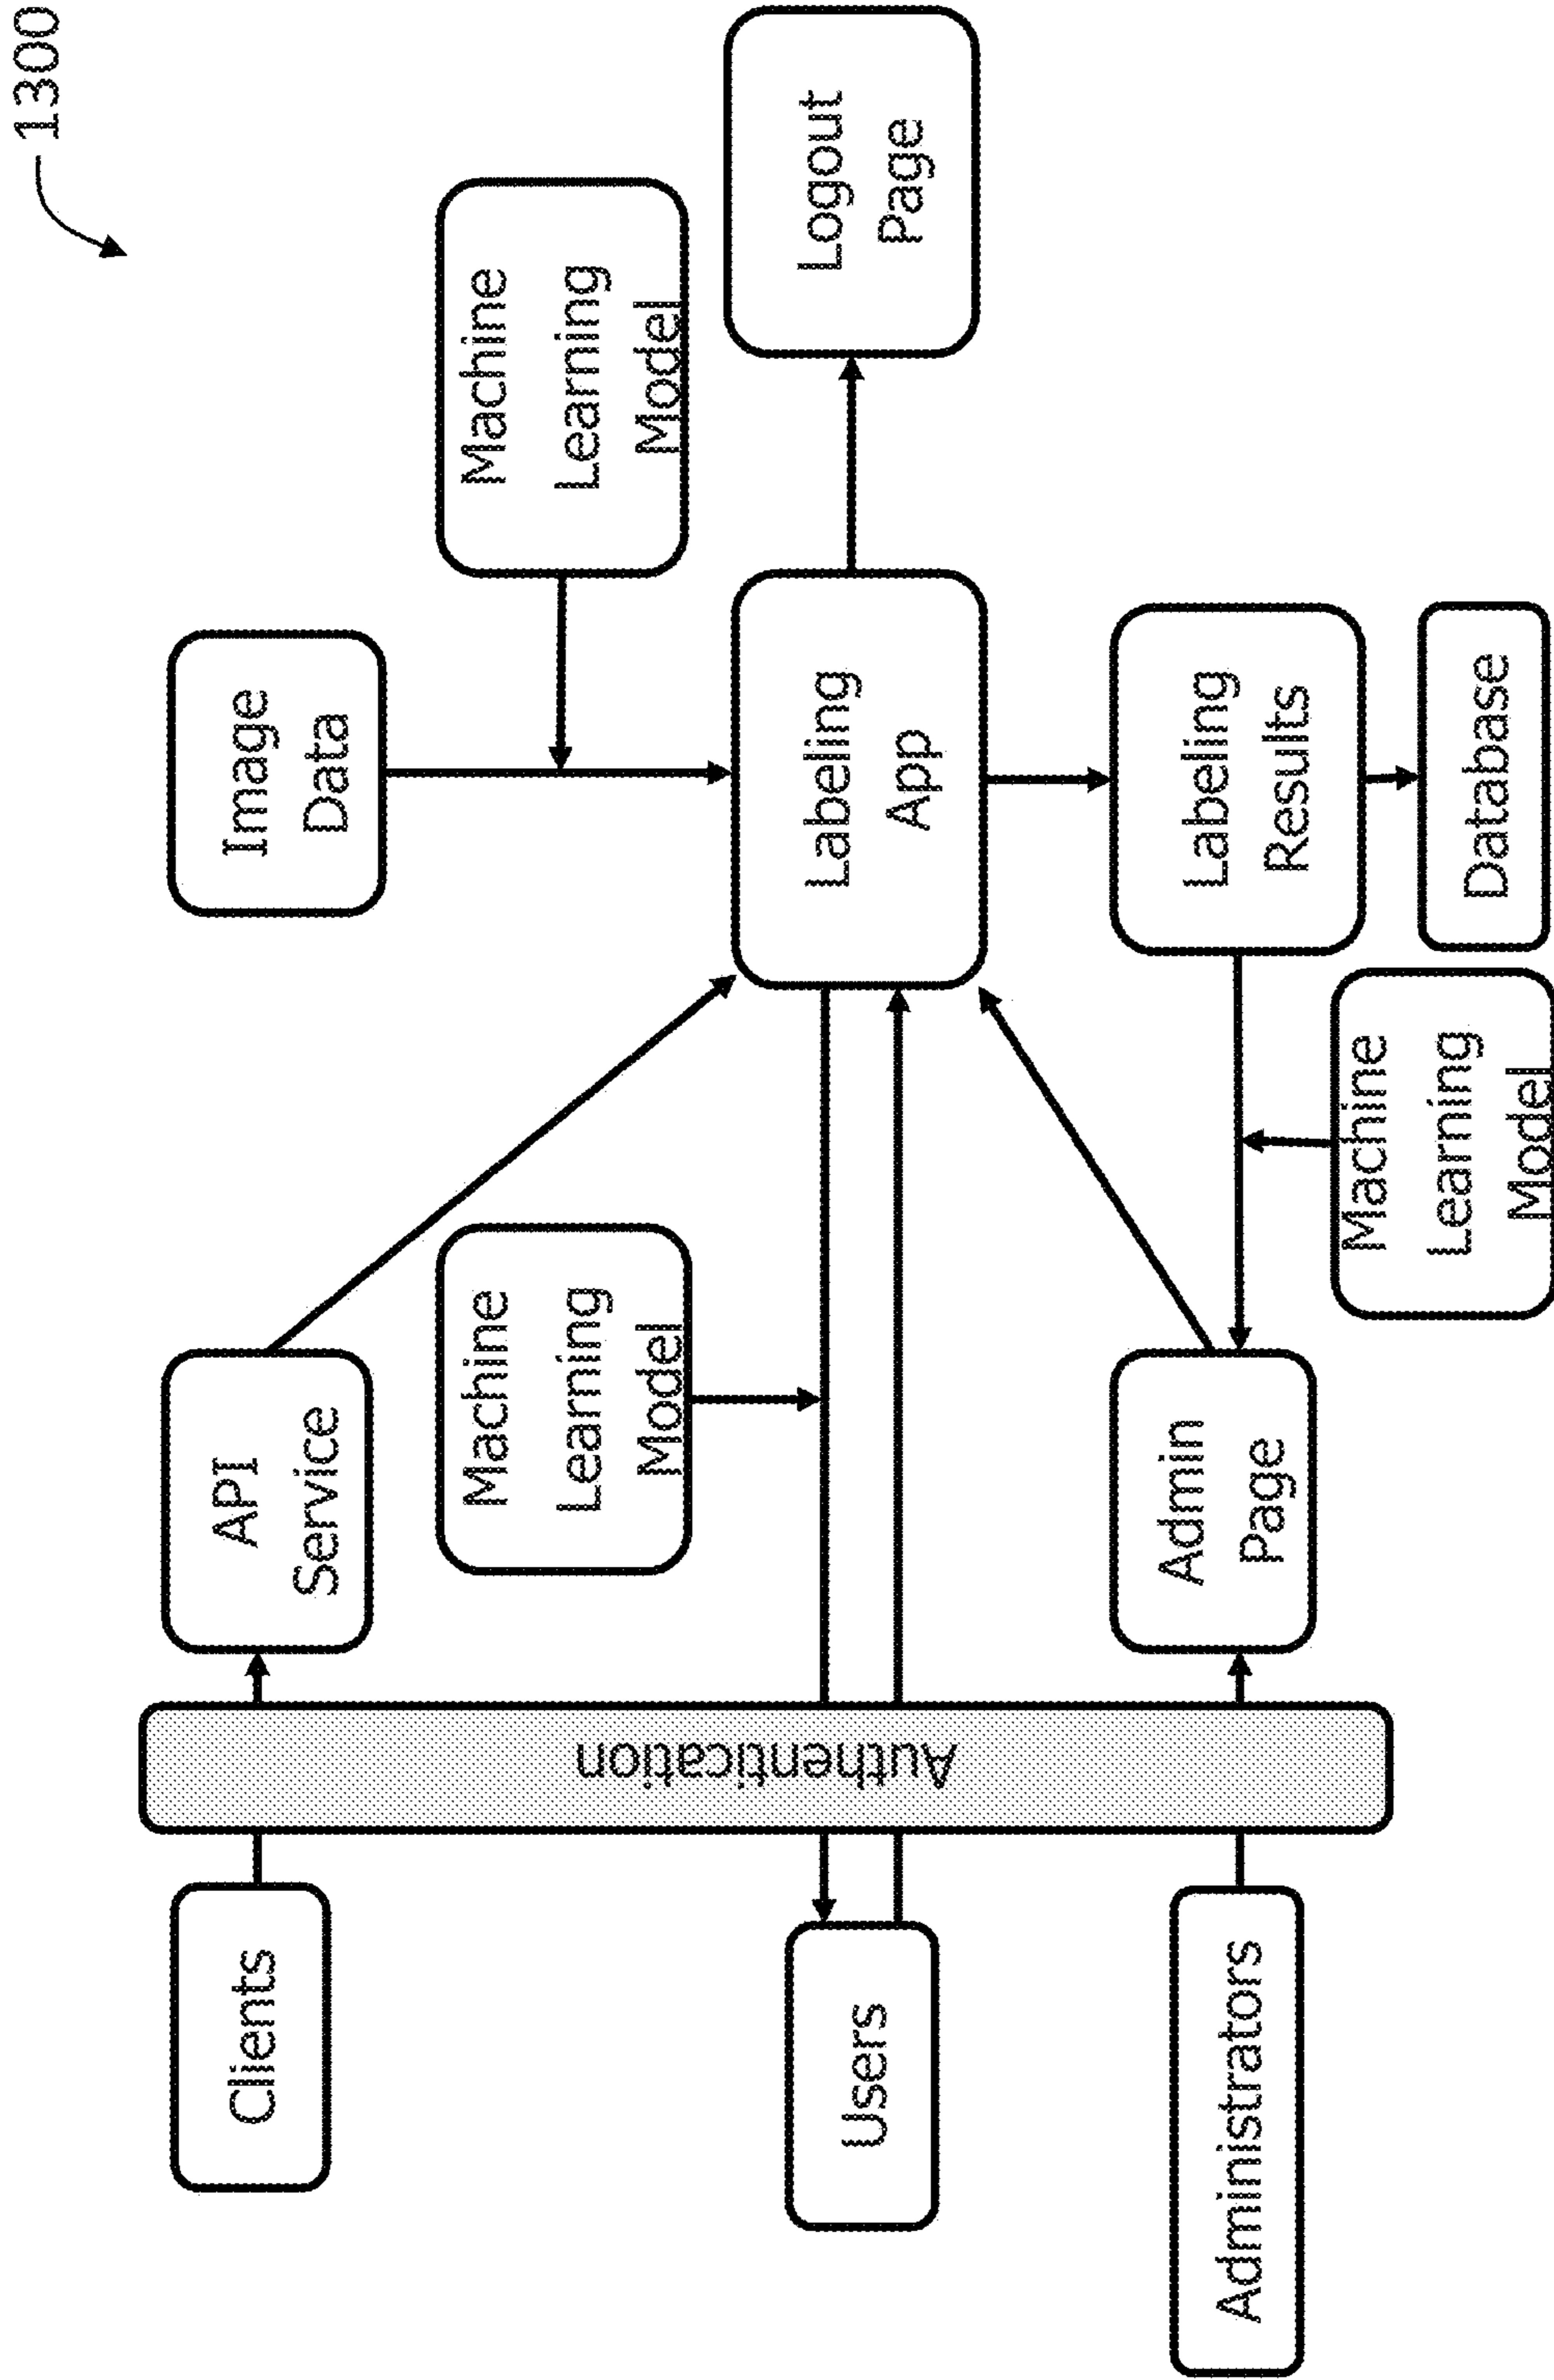 1300
Clients
Users
Administrators
Authentication
API
Service
Machine
Learning
Model
Admin
Page
Image
Data
Machine
Learning
Model
Labeling
App
Logout
Page
Labeling
Results
Machine
Learning
Model
Database